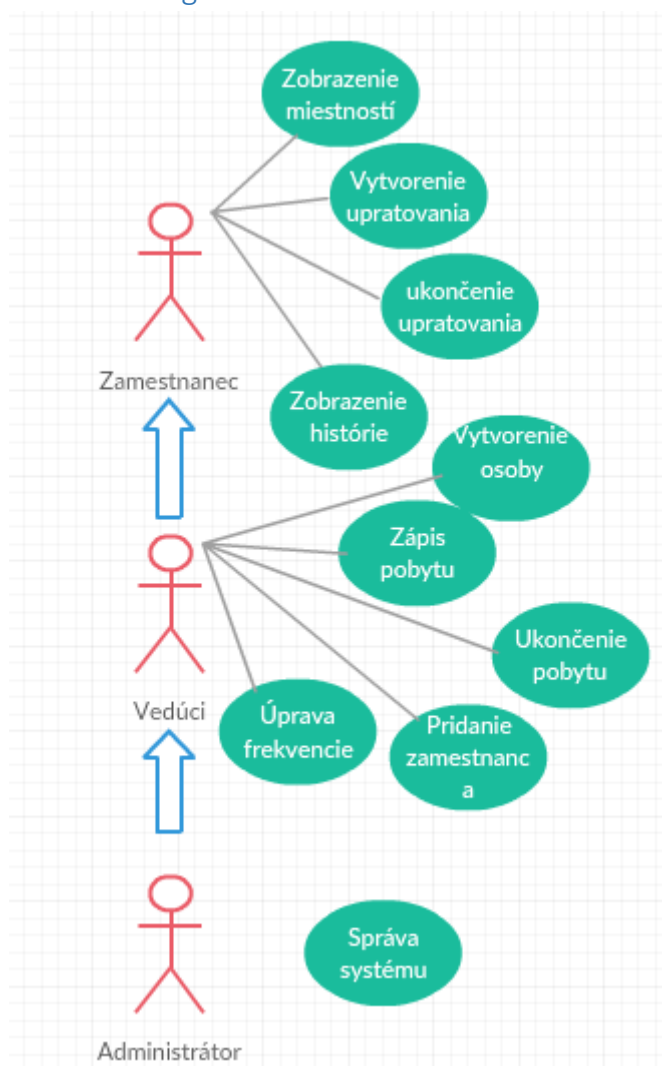 Zobrazenie
miestností
Vytvorenie
upratovania
ukončenie
upratovania
Zamestnanec
Zobrazenie
histórie
Vytvorenie
osoby
Zápis
pobytu
Ukončenie
pobytu
Vedúci
Úprava
frekvencie
Pridanie
zamestnanc
a
Správa
systému
Administrátor